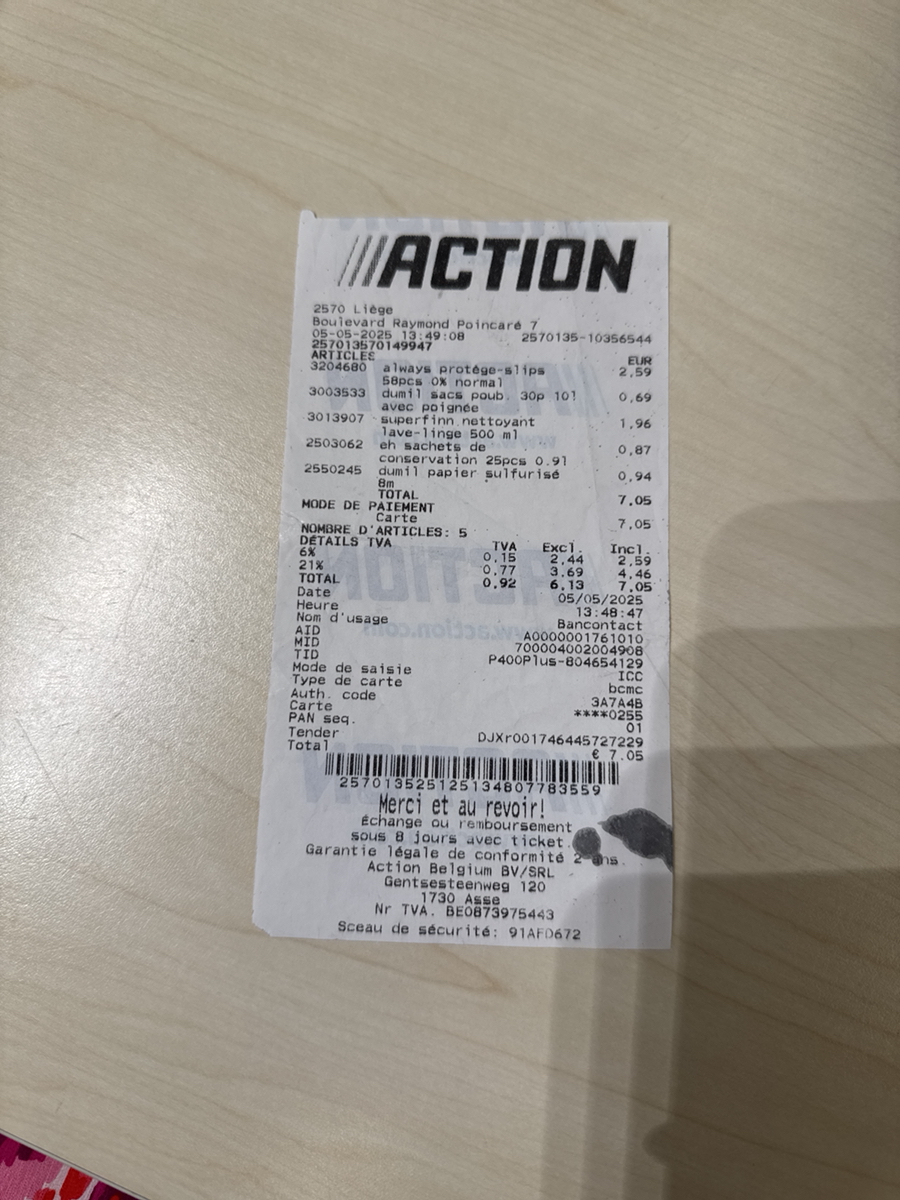 ///ACTION
2570 Liège
Boulevard Raymond Poincaré 7
05-05-2025 13:49:08 2570135-10356544
257013570149947
ARTICLES EUR
3204680 always protège-slips 2,59
58pcs 0% normal
3003533 dumil sacs poub. 30p 10l 0,69
avec poignée
3013907 superfinn nettoyant 1,96
lave-linge 500 ml
2503062 eh sachets de 0,87
conservation 25pcs 0.9l
2550245 dumil papier sulfurisé 0,94
8m
TOTAL 7,05
MODE DE PAIEMENT
Carte 7,05
NOMBRE D'ARTICLES: 5
DÉTAILS TVA TVA Excl. Incl.
6% 0,15 2,44 2,59
21% 0,77 3,69 4,46
TOTAL 0,92 6,13 7,05
Date 05/05/2025
Heure 13:48:47
Nom d'usage Bancontact
AID A0000001761010
MID 700004002004908
TID P400Plus-804654129
Mode de saisie ICC
Type de carte bcmc
Auth. code 3A7A4B
Carte ****0255
PAN seq. 01
Tender DJXr001746445727229
Total € 7.05
2570135251251348077835​59
Merci et au revoir!
Échange ou remboursement
sous 8 jours avec ticket.
Garantie légale de conformité 2 ans.
Action Belgium BV/SRL
Gentsesteenweg 120
1730 Asse
Nr TVA. BE0873975443
Sceau de sécurité: 91AFD672